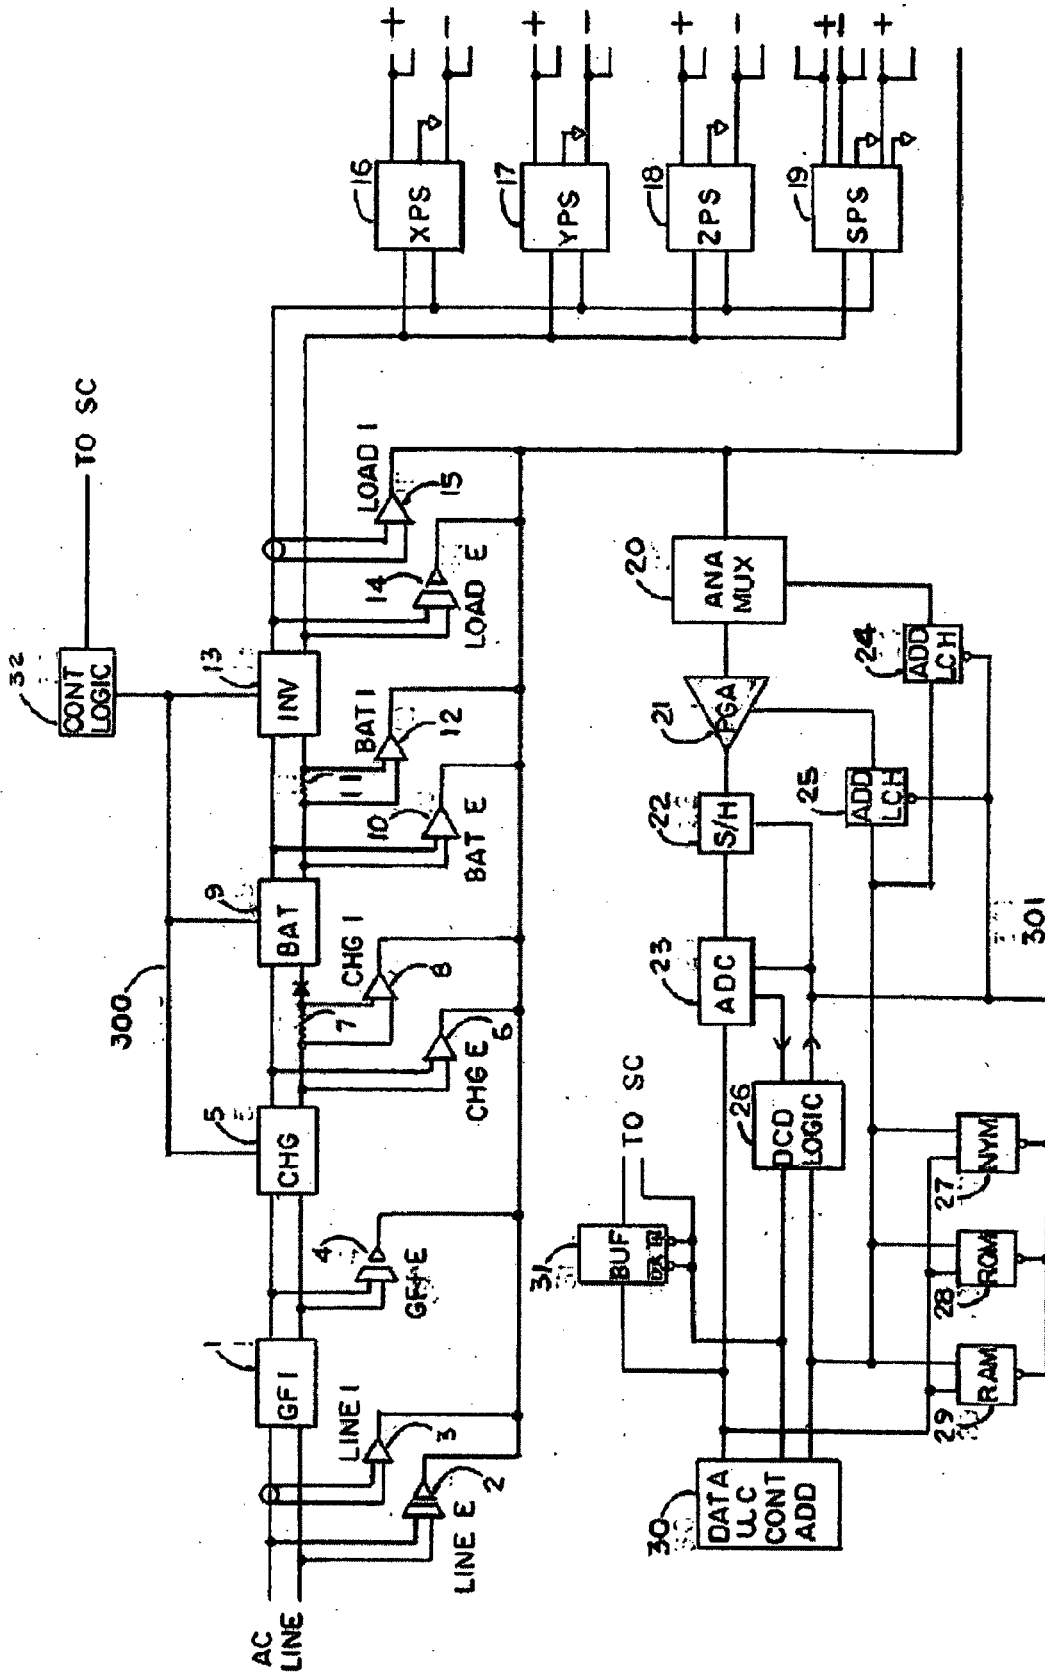 32
CONT
LOGIC
TO SC
300
AC
LINE
1
GFI
5
CHG
9
BAT
13
INV
LINE I
3
LINE E
2
4
GFI E
7
CHG I
8
CHG E
6
11
BAT I
12
10
BAT E
LOAD I
15
14
LOAD E
16
XPS
+
-
17
YPS
+
-
18
ZPS
+
-
19
SPS
+
±
+
20
ANA
MUX
21
PGA
22
S/H
23
ADC
24
ADD
LCH
25
ADD
LCH
26
DCD
LOGIC
31
BUF
TO SC
30
DATA
UC
CONT
ADD
29
RAM
28
ROM
27
NYM
301